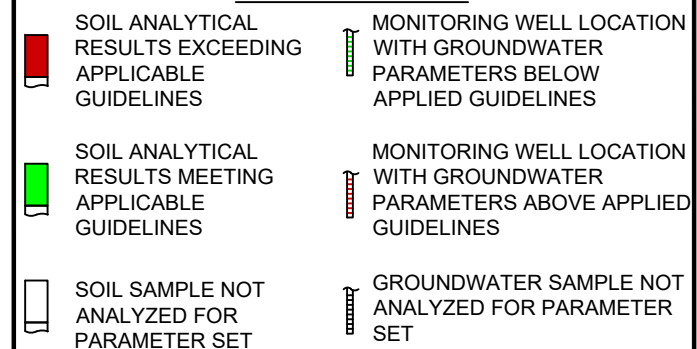 SOIL ANALYTICAL
RESULTS EXCEEDING
APPLICABLE
GUIDELINES
MONITORING WELL LOCATION
WITH GROUNDWATER
PARAMETERS BELOW
APPLIED GUIDELINES
SOIL ANALYTICAL
RESULTS MEETING
APPLICABLE
GUIDELINES
MONITORING WELL LOCATION
WITH GROUNDWATER
PARAMETERS ABOVE APPLIED
GUIDELINES
SOIL SAMPLE NOT
ANALYZED FOR
PARAMETER SET
GROUNDWATER SAMPLE NOT
ANALYZED FOR PARAMETER
SET